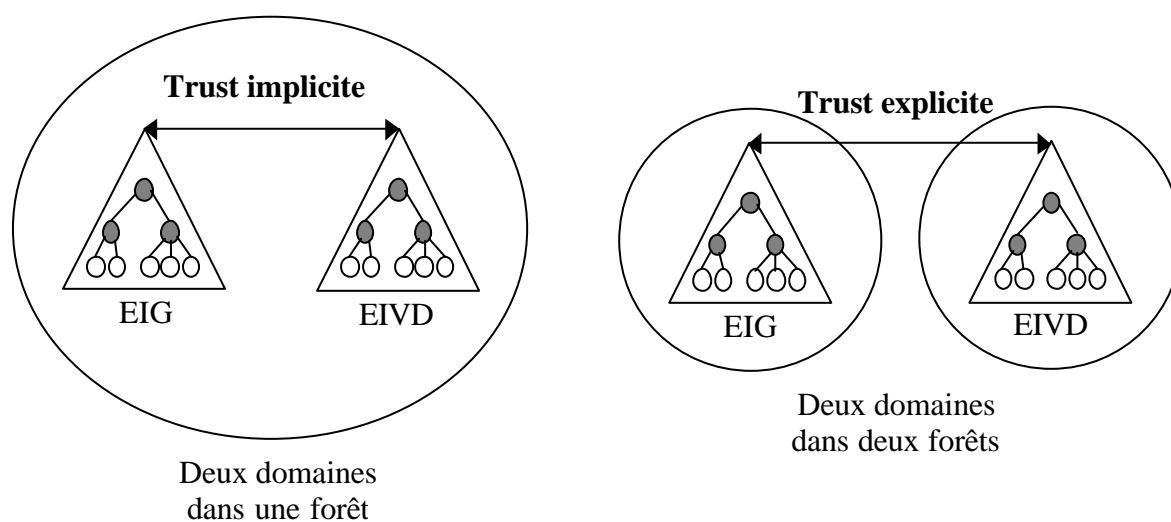 Trust implicite
EIG
EIVD
Deux domaines
dans une forêt
Trust explicite
EIG
EIVD
Deux domaines
dans deux forêts